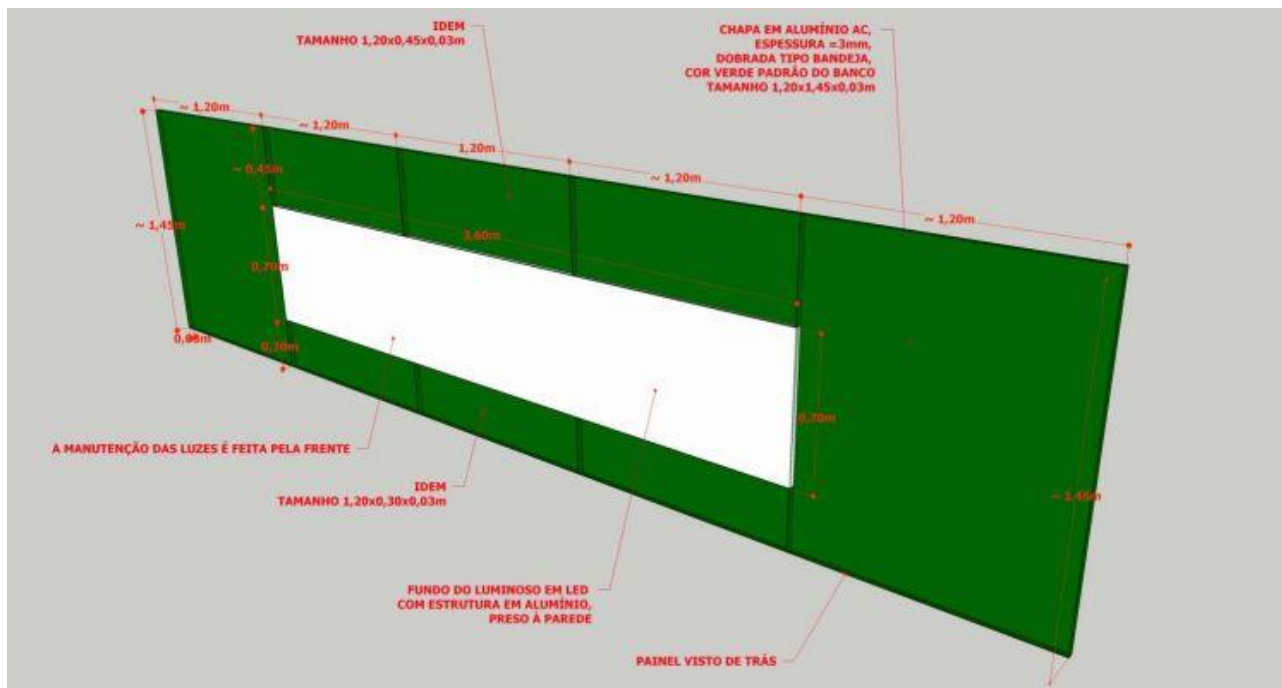 IDEM
TAMANHO 1,20x0,45x0,03m
CHAPA EM ALUMÍNIO AC,
ESPESSURA =3mm,
DOBRADA TIPO BANDEJA,
COR VERDE PADRÃO DO BANCO
TAMANHO 1,20x1,45x0,03m
~ 1,20m
~ 1,20m
1,20m
~ 1,20m
~ 1,20m
~ 0,45m
~ 1,45m
3,60m
0,70m
0,03m
0,30m
0,70m
~ 1,45m
A MANUTENÇÃO DAS LUZES É FEITA PELA FRENTE
IDEM
TAMANHO 1,20x0,30x0,03m
FUNDO DO LUMINOSO EM LED
COM ESTRUTURA EM ALUMÍNIO,
PRESO À PAREDE
PAINEL VISTO DE TRÁS